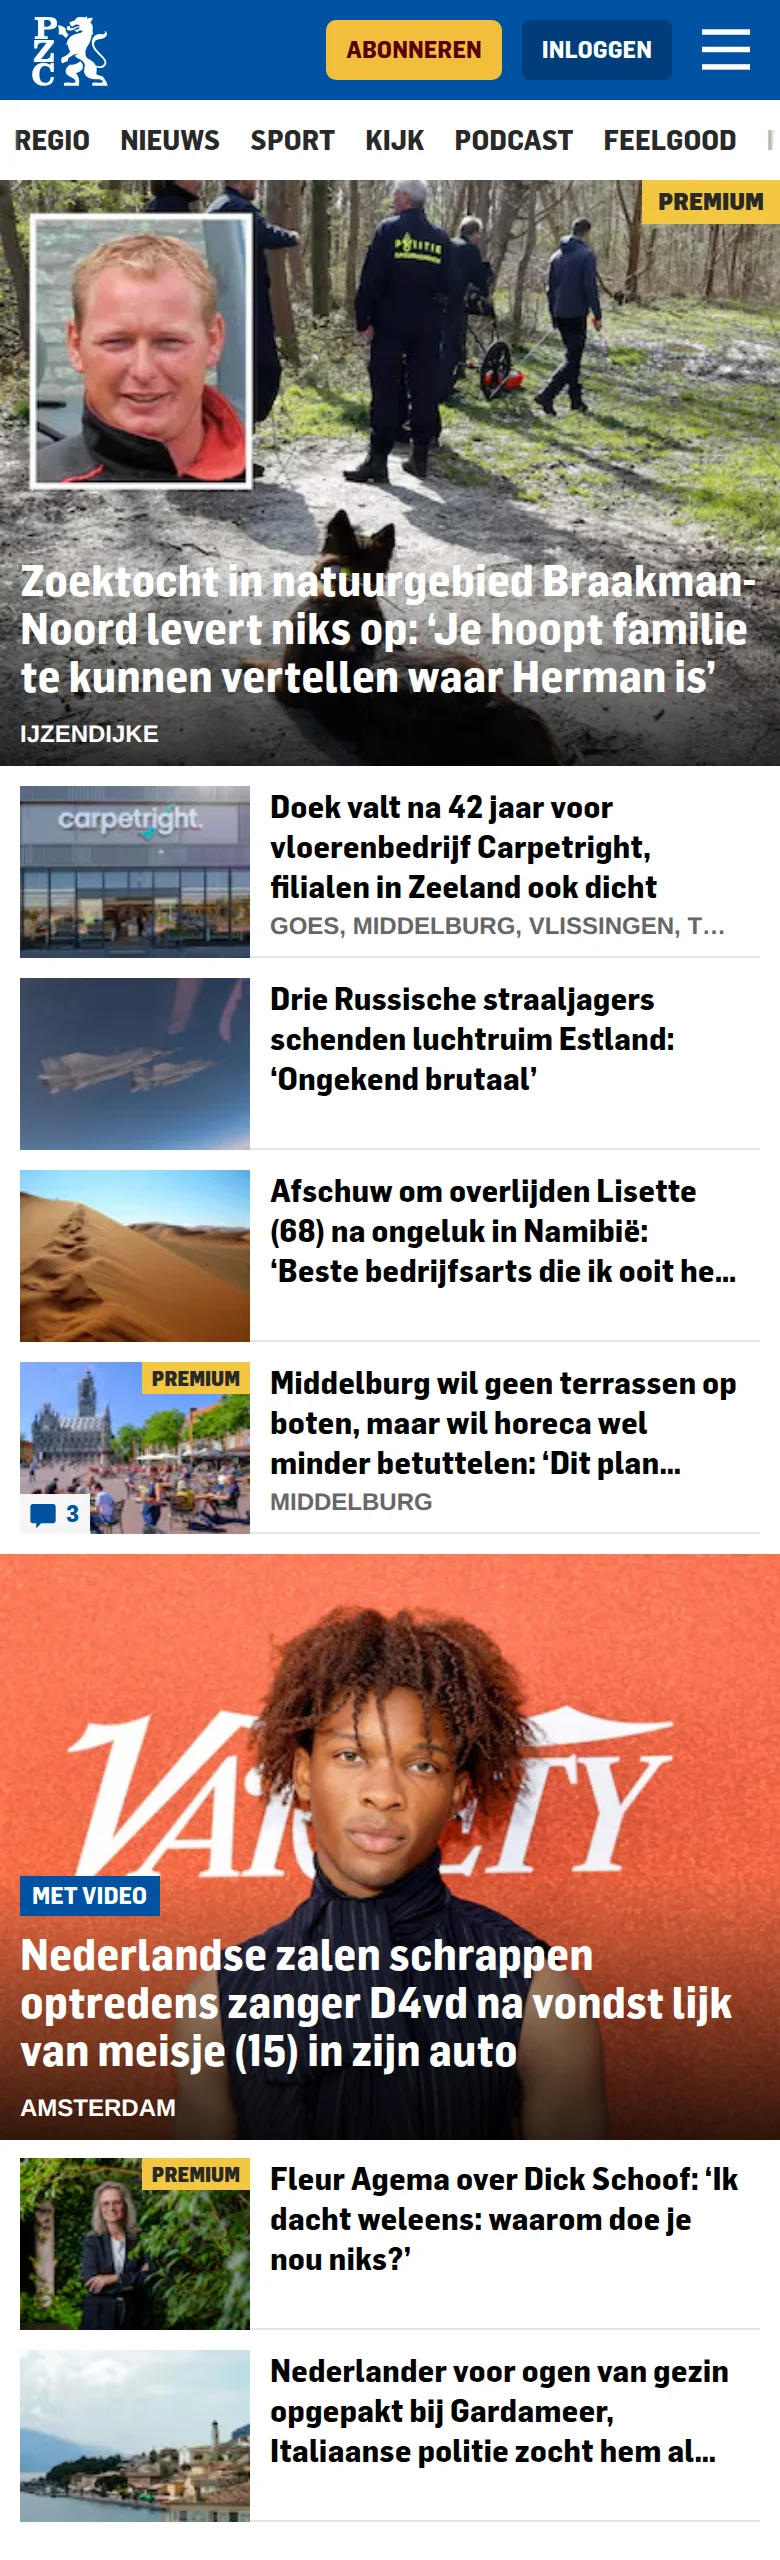 PZC
ABONNEREN
INLOGGEN
REGIO NIEUWS SPORT KIJK PODCAST FEELGOOD
PREMIUM
POLITIE
Zoektocht in natuurgebied Braakman-
Noord levert niks op: ‘Je hoopt familie
te kunnen vertellen waar Herman is’
IJZENDIJKE
carpetright.
Doek valt na 42 jaar voor
vloerenbedrijf Carpetright,
filialen in Zeeland ook dicht
GOES, MIDDELBURG, VLISSINGEN, T…
Drie Russische straaljagers
schenden luchtruim Estland:
‘Ongekend brutaal’
Afschuw om overlijden Lisette
(68) na ongeluk in Namibië:
‘Beste bedrijfsarts die ik ooit he…
PREMIUM
3
Middelburg wil geen terrassen op
boten, maar wil horeca wel
minder betuttelen: ‘Dit plan…
MIDDELBURG
VARIETY
MET VIDEO
Nederlandse zalen schrappen
optredens zanger D4vd na vondst lijk
van meisje (15) in zijn auto
AMSTERDAM
PREMIUM
Fleur Agema over Dick Schoof: ‘Ik
dacht weleens: waarom doe je
nou niks?’
Nederlander voor ogen van gezin
opgepakt bij Gardameer,
Italiaanse politie zocht hem al…